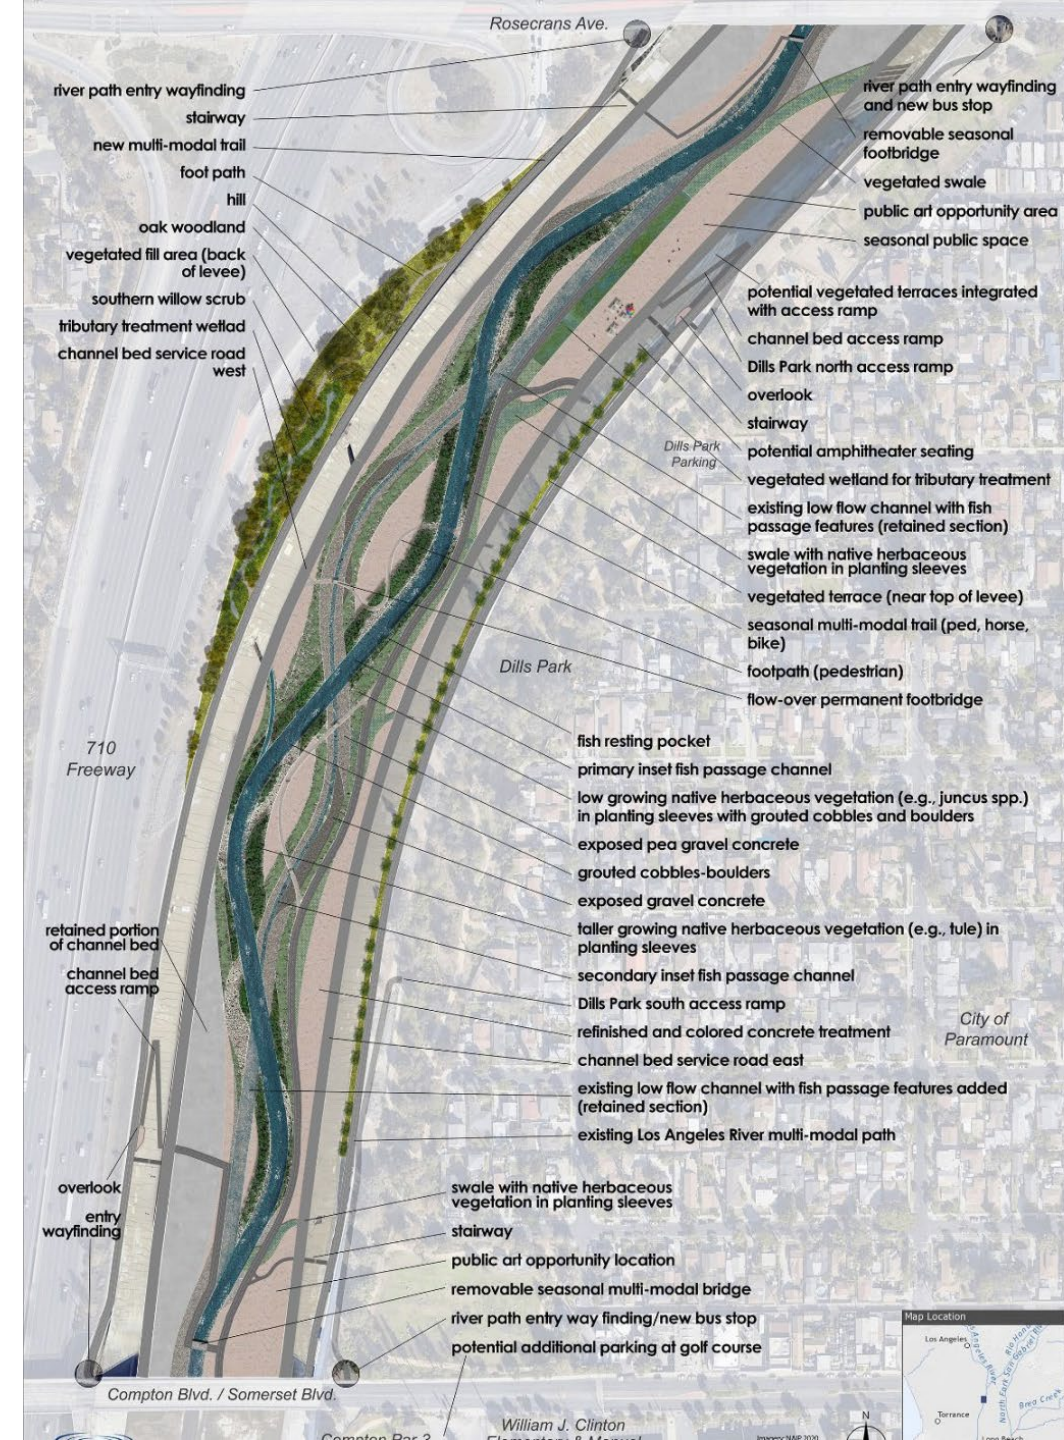 Rosecrans Ave.
river path entry wayfinding
stairway
new multi-modal trail
foot path
hill
oak woodland
vegetated fill area (back
of levee)
southern willow scrub
tributary treatment wetlad
channel bed service road
west
river path entry wayfinding
and new bus stop
removable seasonal
footbridge
vegetated swale
public art opportunity area
seasonal public space
potential vegetated terraces integrated
with access ramp
channel bed access ramp
Dills Park north access ramp
overlook
stairway
Dills Park
Parking
potential amphitheater seating
vegetated wetland for tributary treatment
existing low flow channel with fish
passage features (retained section)
swale with native herbaceous
vegetation in planting sleeves
vegetated terrace (near top of levee)
seasonal multi-modal trail (ped, horse,
bike)
footpath (pedestrian)
flow-over permanent footbridge
Dills Park
710
Freeway
fish resting pocket
primary inset fish passage channel
low growing native herbaceous vegetation (e.g., juncus spp.)
in planting sleeves with grouted cobbles and boulders
exposed pea gravel concrete
grouted cobbles-boulders
exposed gravel concrete
taller growing native herbaceous vegetation (e.g., tule) in
planting sleeves
secondary inset fish passage channel
Dills Park south access ramp
refinished and colored concrete treatment
channel bed service road east
existing low flow channel with fish passage features added
(retained section)
existing Los Angeles River multi-modal path
City of
Paramount
retained portion
of channel bed
channel bed
access ramp
overlook
entry
wayfinding
swale with native herbaceous
vegetation in planting sleeves
stairway
public art opportunity location
removable seasonal multi-modal bridge
river path entry way finding/new bus stop
potential additional parking at golf course
Compton Blvd. / Somerset Blvd.
William J. Clinton
Map Location
Los Angeles
Torrance
N